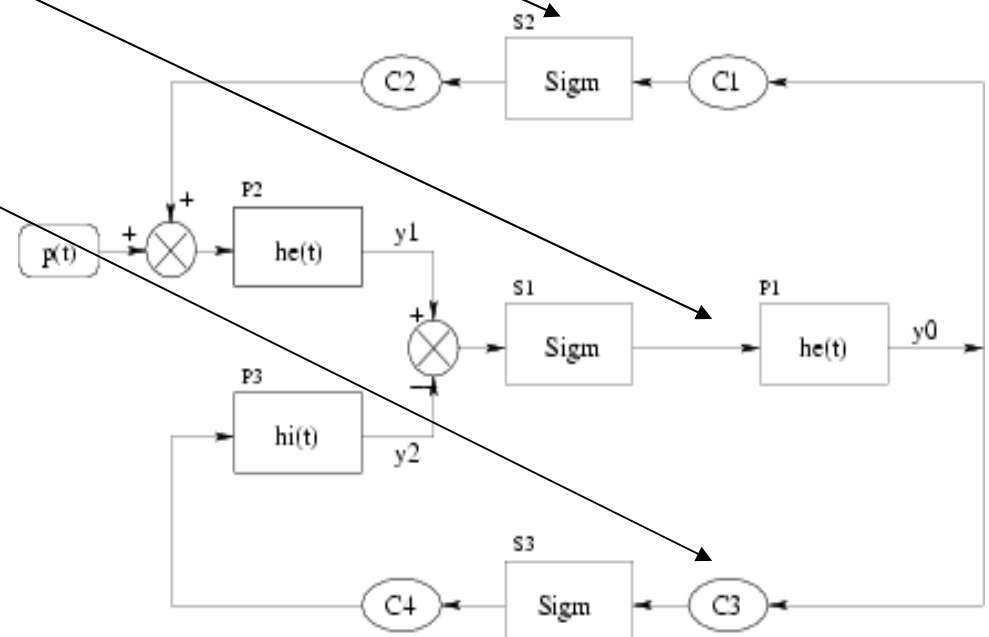 S2
C2
Sigm
C1
+
P2
+
p(t)
he(t)
y1
S1
P1
+
Sigm
he(t)
y0
P3
−
hi(t)
y2
S3
C4
Sigm
C3